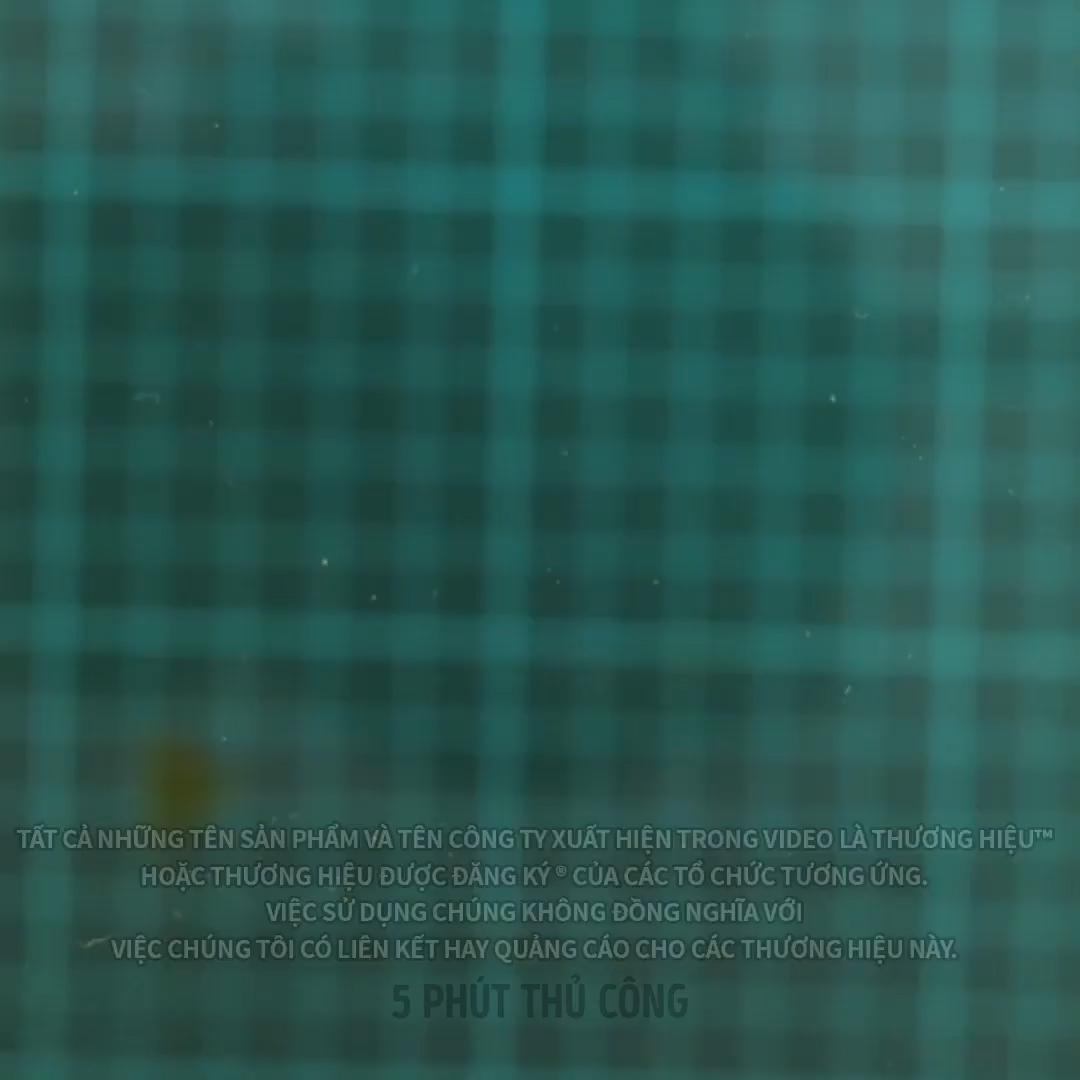 TẤT CẢ NHỮNG TÊN SẢN PHẨM VÀ TÊN CÔNG TY XUẤT HIỆN TRONG VIDEO LÀ THƯƠNG HIỆU™
HOẶC THƯƠNG HIỆU ĐƯỢC ĐĂNG KÝ ® CỦA CÁC TỔ CHỨC TƯƠNG ỨNG.
VIỆC SỬ DỤNG CHÚNG KHÔNG ĐỒNG NGHĨA VỚI
VIỆC CHÚNG TÔI CÓ LIÊN KẾT HAY QUẢNG CÁO CHO CÁC THƯƠNG HIỆU NÀY.
5 PHÚT THỦ CÔNG